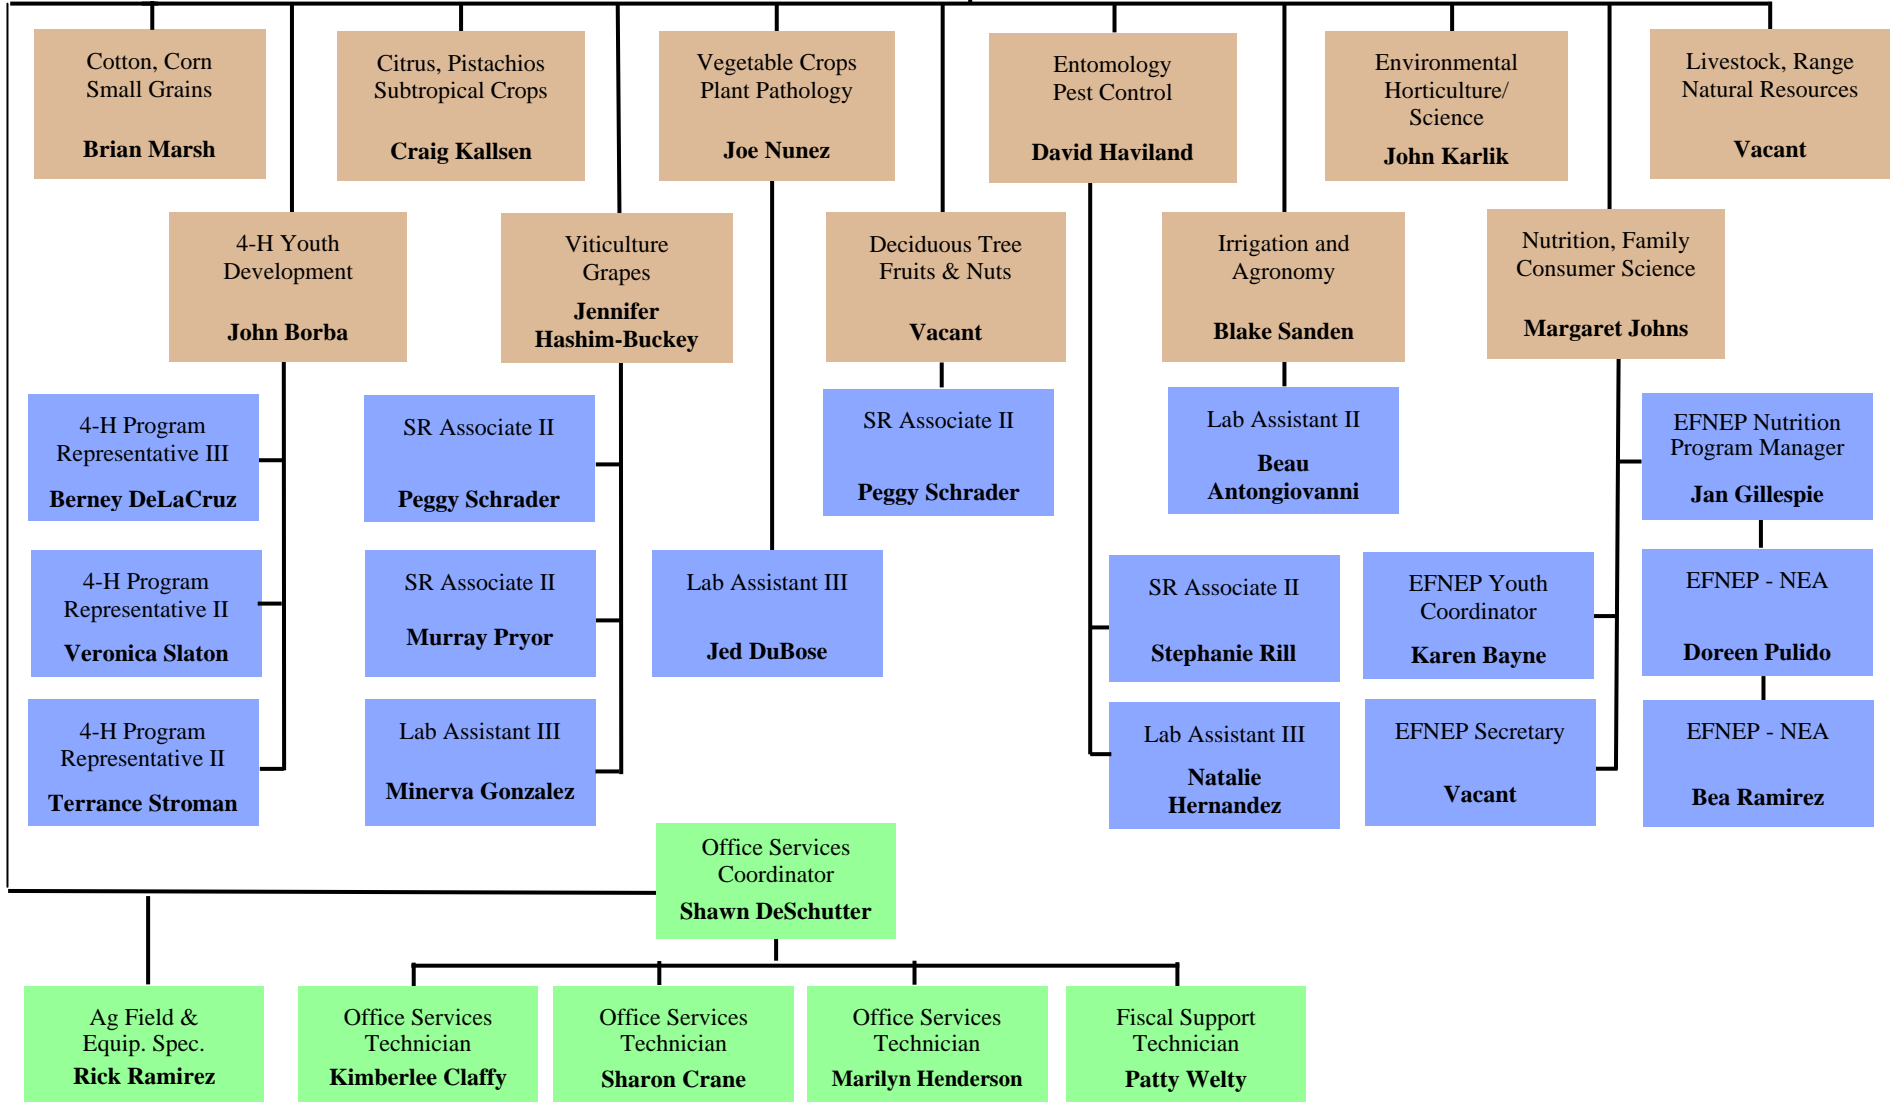 Cotton, Corn
Small Grains
Brian Marsh
Citrus, Pistachios
Subtropical Crops
Craig Kallsen
Vegetable Crops
Plant Pathology
Joe Nunez
Entomology
Pest Control
David Haviland
Environmental
Horticulture/
Science
John Karlik
Livestock, Range
Natural Resources
Vacant
4-H Youth
Development
John Borba
Viticulture
Grapes
Jennifer
Hashim-Buckey
Deciduous Tree
Fruits & Nuts
Vacant
Irrigation and
Agronomy
Blake Sanden
Nutrition, Family
Consumer Science
Margaret Johns
4-H Program
Representative III
Berney DeLaCruz
SR Associate II
Peggy Schrader
SR Associate II
Peggy Schrader
Lab Assistant II
Beau
Antongiovanni
EFNEP Nutrition
Program Manager
Jan Gillespie
4-H Program
Representative II
Veronica Slaton
SR Associate II
Murray Pryor
Lab Assistant III
Jed DuBose
SR Associate II
Stephanie Rill
EFNEP Youth
Coordinator
Karen Bayne
EFNEP - NEA
Doreen Pulido
4-H Program
Representative II
Terrance Stroman
Lab Assistant III
Minerva Gonzalez
Lab Assistant III
Natalie
Hernandez
EFNEP Secretary
Vacant
EFNEP - NEA
Bea Ramirez
Office Services
Coordinator
Shawn DeSchutter
Ag Field &
Equip. Spec.
Rick Ramirez
Office Services
Technician
Kimberlee Claffy
Office Services
Technician
Sharon Crane
Office Services
Technician
Marilyn Henderson
Fiscal Support
Technician
Patty Welty